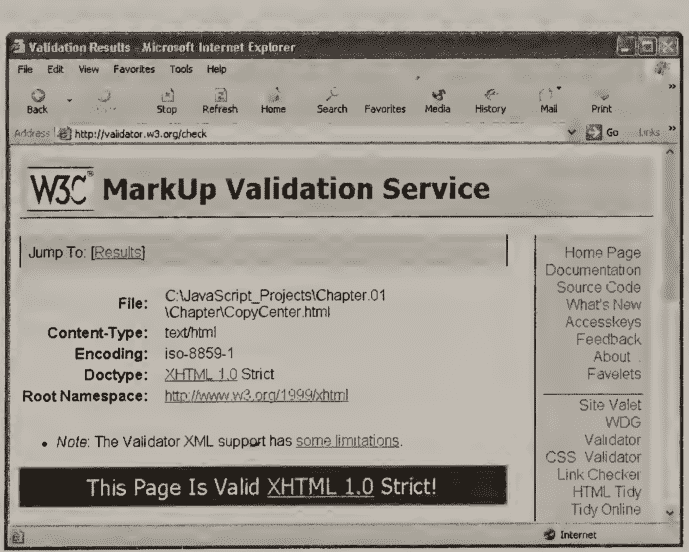 Validation Results - Microsoft Internet Explorer
File Edit View Favorites Tools Help
Back Stop Refresh Home Search Favorites Media History Mail Print
Address http://validator.w3.org/check Go Links
W3C® MarkUp Validation Service
Jump To: [Results]
File: C:\JavaScript_Projects\Chapter.01
\Chapter\CopyCenter.html
Content-Type: text/html
Encoding: iso-8859-1
Doctype: XHTML 1.0 Strict
Root Namespace: http://www.w3.org/1999/xhtml
• Note: The Validator XML support has some limitations.
This Page Is Valid XHTML 1.0 Strict!
Home Page
Documentation
Source Code
What's New
Accesskeys
Feedback
About
Favelets
Site Valet
WDG
Validator
CSS Validator
Link Checker
HTML Tidy
Tidy Online
Internet